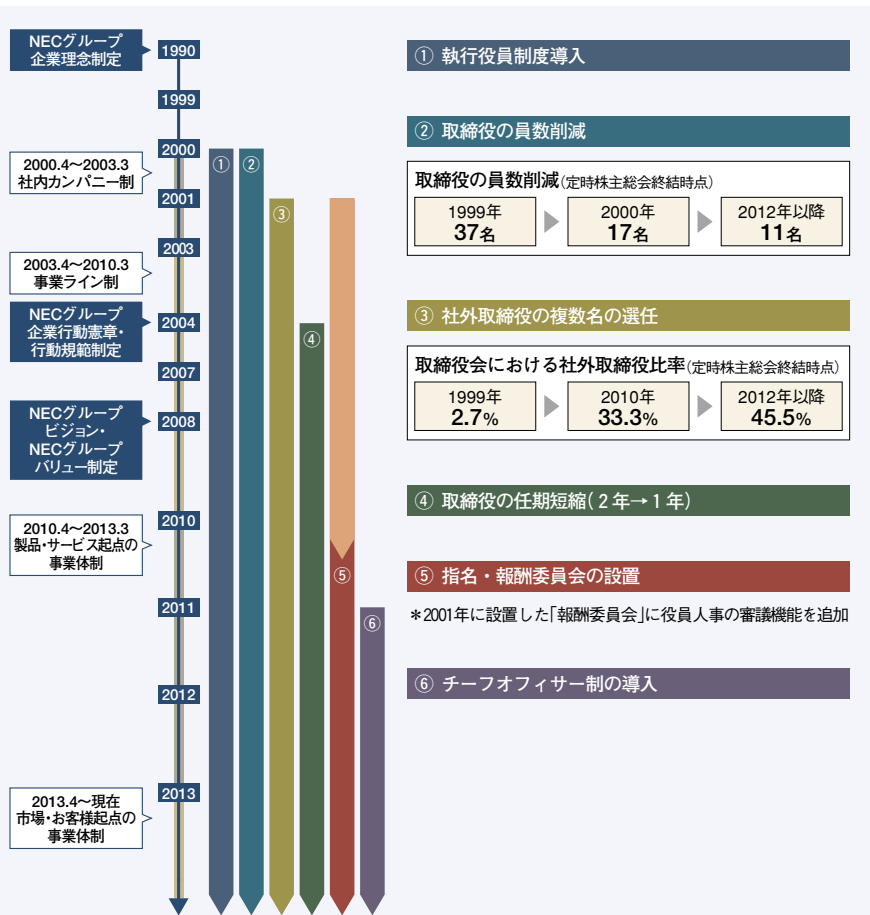 NECグループ
企業理念制定
1990
1999
2000
2000.4〜2003.3
社内カンパニー制
2001
2003
2003.4〜2010.3
事業ライン制
NECグループ
企業行動憲章・
行動規範制定
2004
2007
NECグループ
ビジョン・
NECグループ
バリュー制定
2008
2010
2010.4〜2013.3
製品・サービス起点の
事業体制
2011
2012
2013
2013.4〜現在
市場・お客様起点の
事業体制
①
②
③
④
⑤
⑥
① 執行役員制度導入
② 取締役の員数削減
取締役の員数削減(定時株主総会終結時点)
1999年
37名
2000年
17名
2012年以降
11名
③ 社外取締役の複数名の選任
取締役会における社外取締役比率(定時株主総会終結時点)
1999年
2.7%
2010年
33.3%
2012年以降
45.5%
④ 取締役の任期短縮(2年→1年)
⑤ 指名・報酬委員会の設置
＊2001年に設置した「報酬委員会」に役員人事の審議機能を追加
⑥ チーフオフィサー制の導入